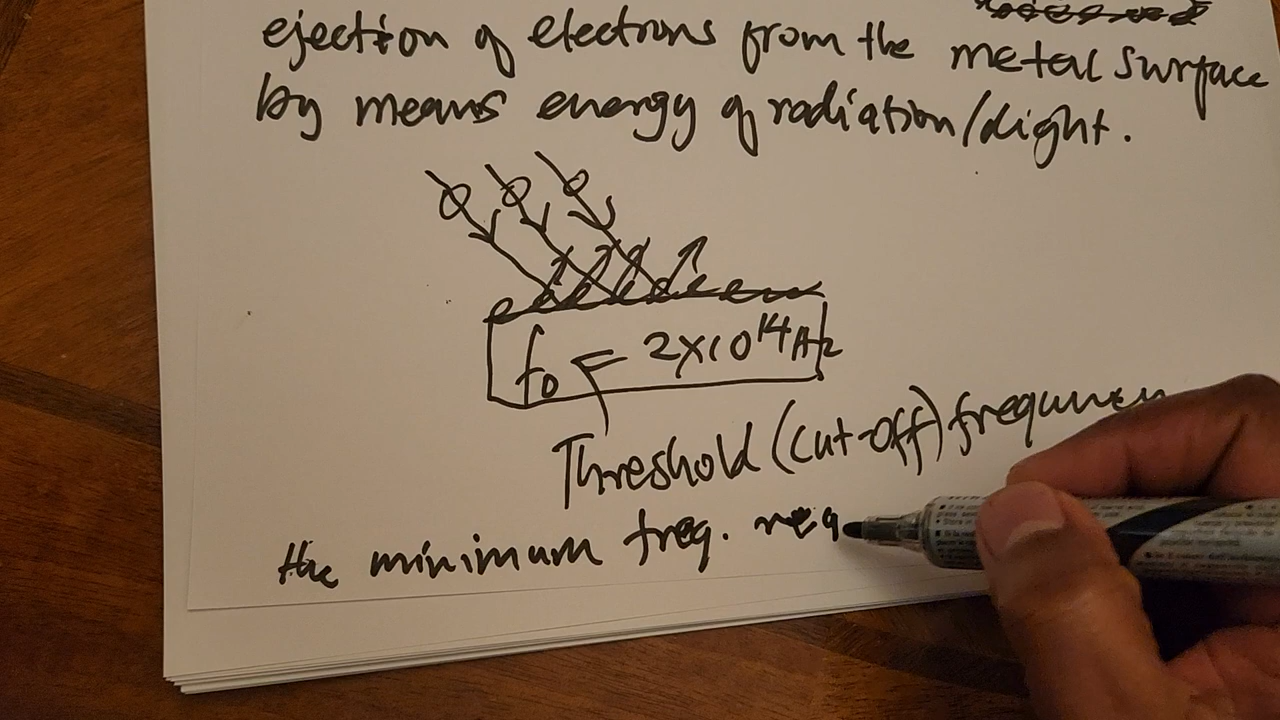 ejection of electrons from the metal surface
by means energy of radiation/light.
f0 = 2x10^14 Hz
Threshold (cut-off) frequency
the minimum freq. req